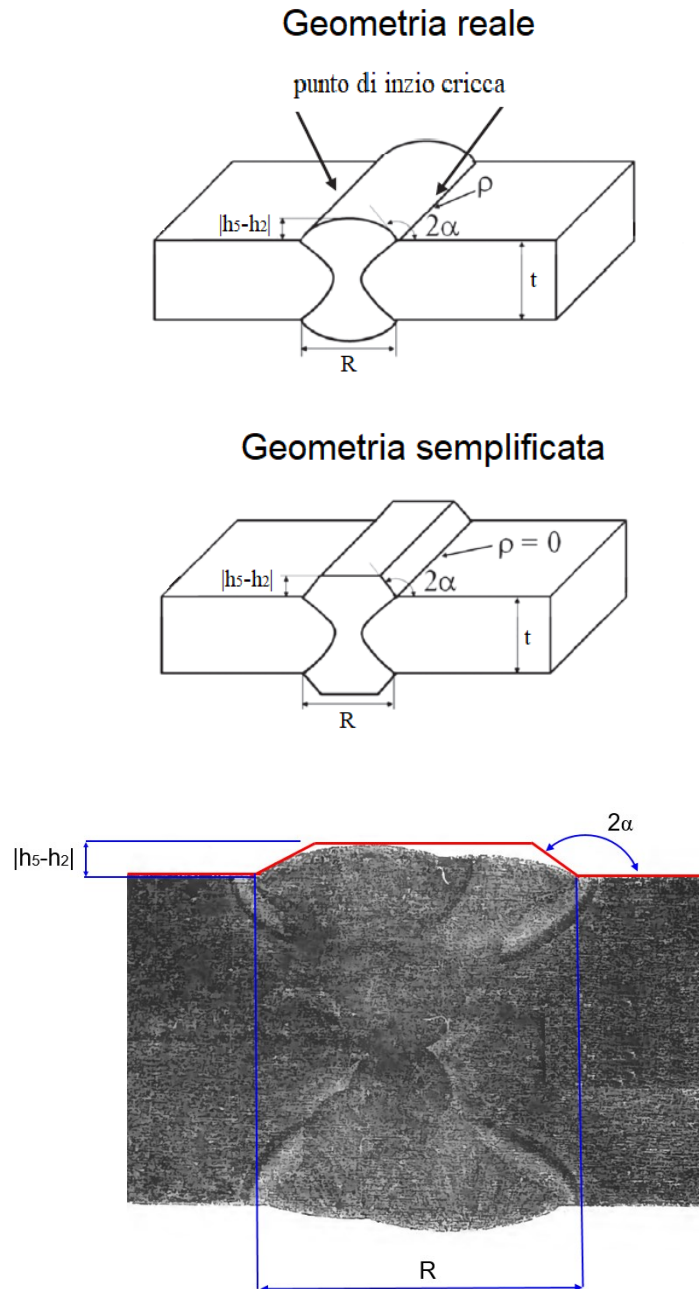 Geometria reale
punto di inzio cricca
ρ
|h5-h2|
2α
t
R
Geometria semplificata
ρ = 0
|h5-h2|
2α
t
R
2α
|h5-h2|
R